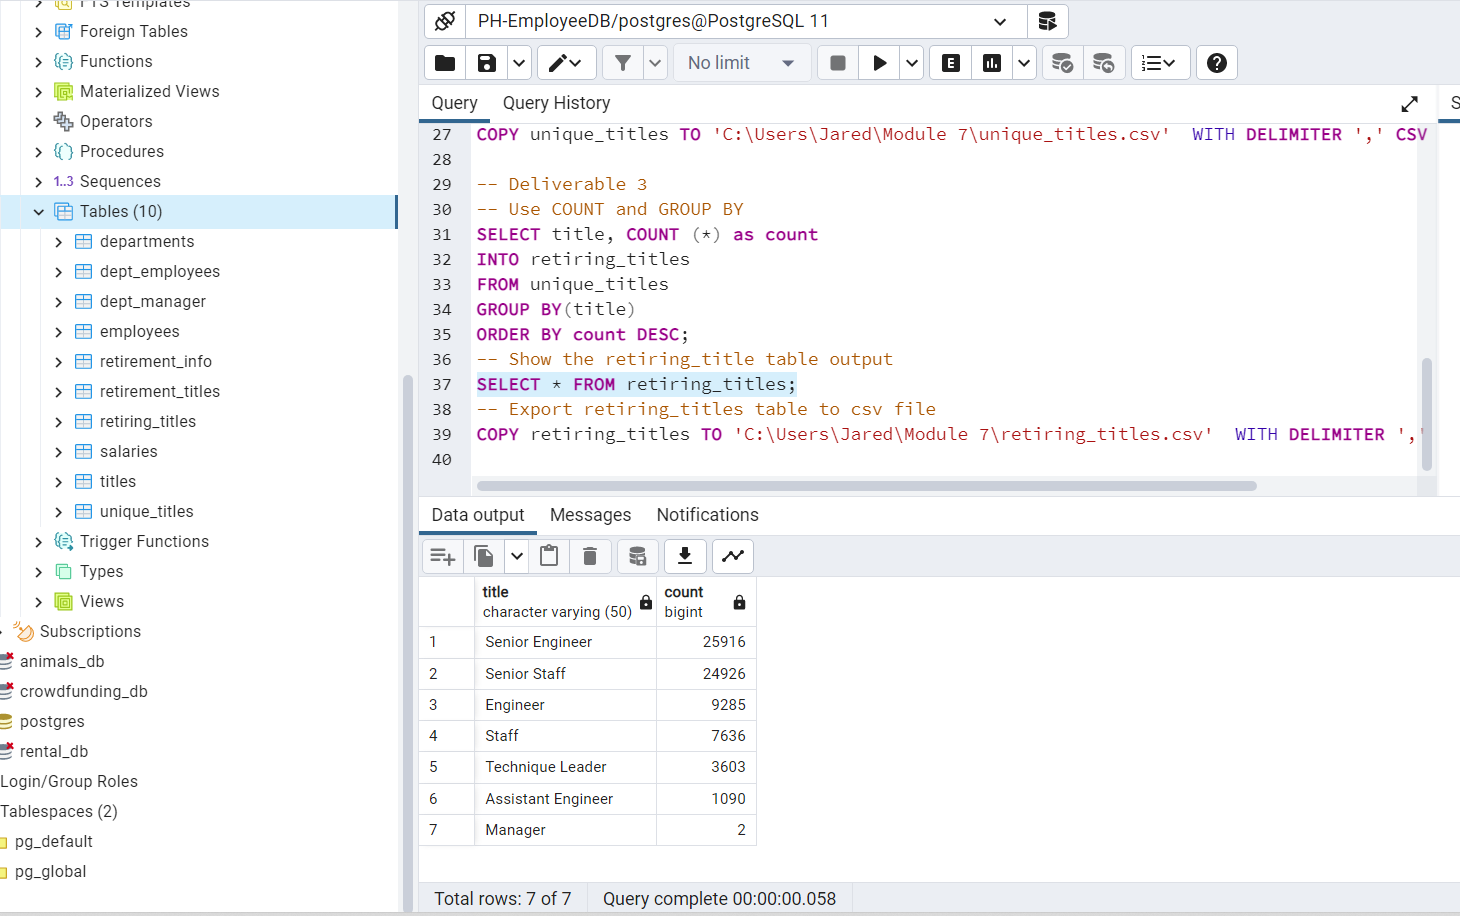 FTS Templates
Foreign Tables
Functions
Materialized Views
Operators
Procedures
1..3 Sequences
Tables (10)
departments
dept_employees
dept_manager
employees
retirement_info
retirement_titles
retiring_titles
salaries
titles
unique_titles
Trigger Functions
Types
Views
Subscriptions
animals_db
crowdfunding_db
postgres
rental_db
Login/Group Roles
Tablespaces (2)
pg_default
pg_global
PH-EmployeeDB/postgres@PostgreSQL 11
No limit
E
Query Query History
S
27 COPY unique_titles TO 'C:\Users\Jared\Module 7\unique_titles.csv'  WITH DELIMITER ',' CSV
28
29 -- Deliverable 3
30 -- Use COUNT and GROUP BY
31 SELECT title, COUNT (*) as count
32 INTO retiring_titles
33 FROM unique_titles
34 GROUP BY(title)
35 ORDER BY count DESC;
36 -- Show the retiring_title table output
37 SELECT * FROM retiring_titles;
38 -- Export retiring_titles table to csv file
39 COPY retiring_titles TO 'C:\Users\Jared\Module 7\retiring_titles.csv'  WITH DELIMITER ','
40
Data output Messages Notifications
title count
character varying (50) bigint
1 Senior Engineer 25916
2 Senior Staff 24926
3 Engineer 9285
4 Staff 7636
5 Technique Leader 3603
6 Assistant Engineer 1090
7 Manager 2
Total rows: 7 of 7 Query complete 00:00:00.058